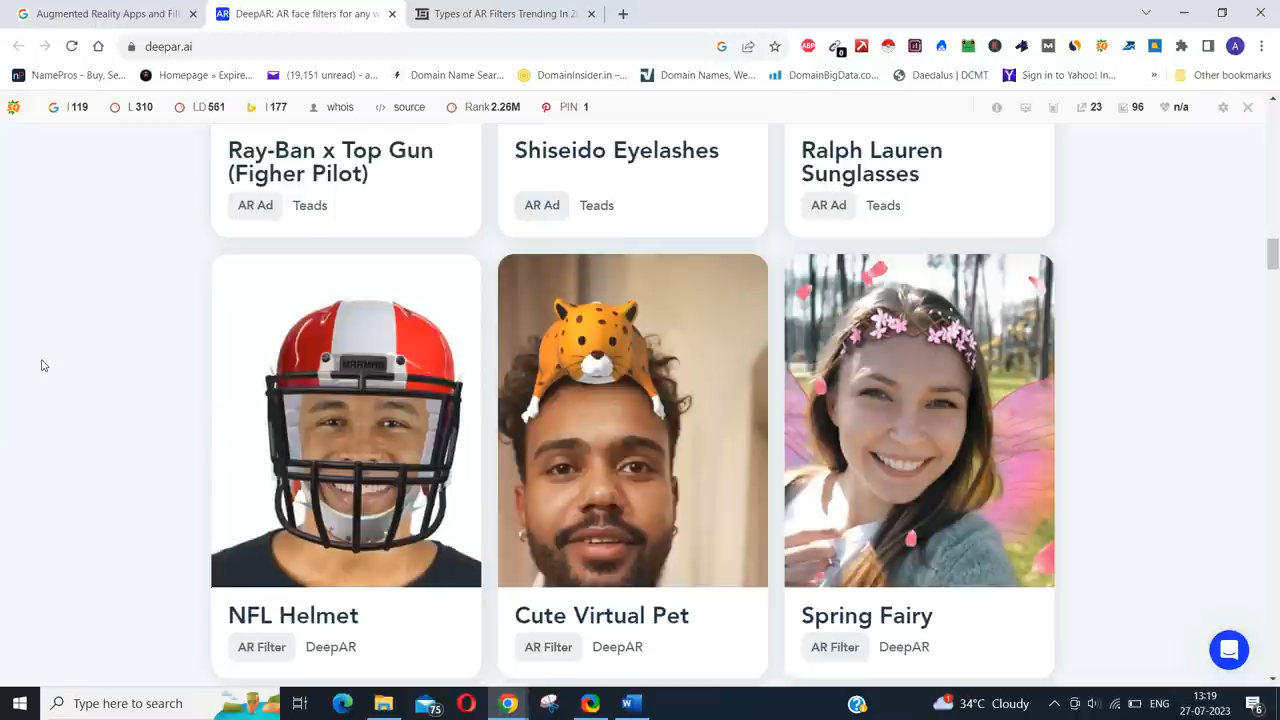 Augmented Reality Apps and Fil
DeepAR: AR face filters for any w
Types of AR Filters Trending In 2
deepar.ai
NamePros - Buy, Se...
Homepage » Expire...
(19,151 unread) - a...
Domain Name Sear...
DomainInsider.in –...
Domain Names, We...
DomainBigData.co...
Daedalus | DCMT
Sign in to Yahoo! In...
Other bookmarks
I 119
L 310
LD 561
I 177
whois
source
Rank 2.26M
PIN 1
23
96
n/a
Ray-Ban x Top Gun
(Figher Pilot)
AR Ad Teads
Shiseido Eyelashes
AR Ad Teads
Ralph Lauren
Sunglasses
AR Ad Teads
NFL Helmet
AR Filter DeepAR
Cute Virtual Pet
AR Filter DeepAR
Spring Fairy
AR Filter DeepAR
Type here to search
75
34°C Cloudy
ENG
13:19
27-07-2023
6